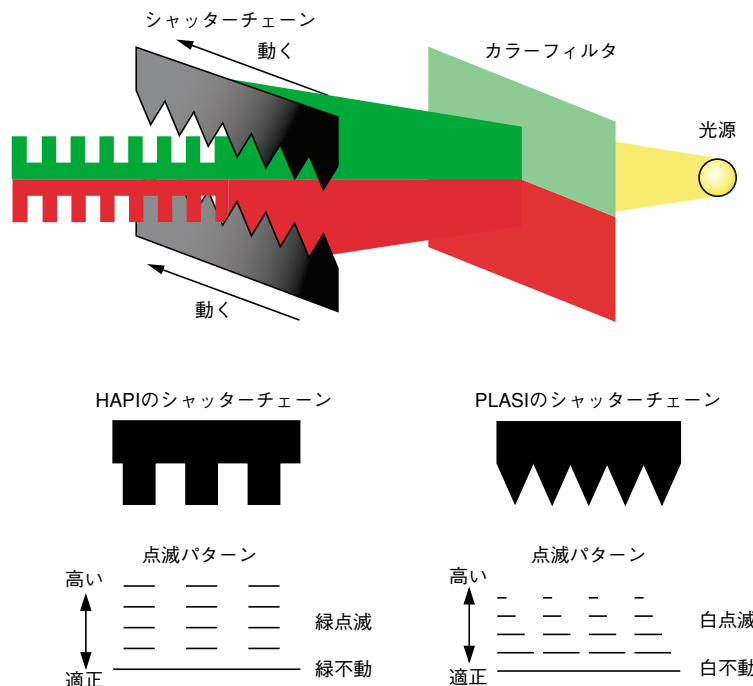 シャッターチェーン
動く
カラーフィルタ
光源
動く
HAPIのシャッターチェーン
PLASIのシャッターチェーン
点滅パターン
高い
緑点滅
緑不動
適正
点滅パターン
高い
白点滅
白不動
適正